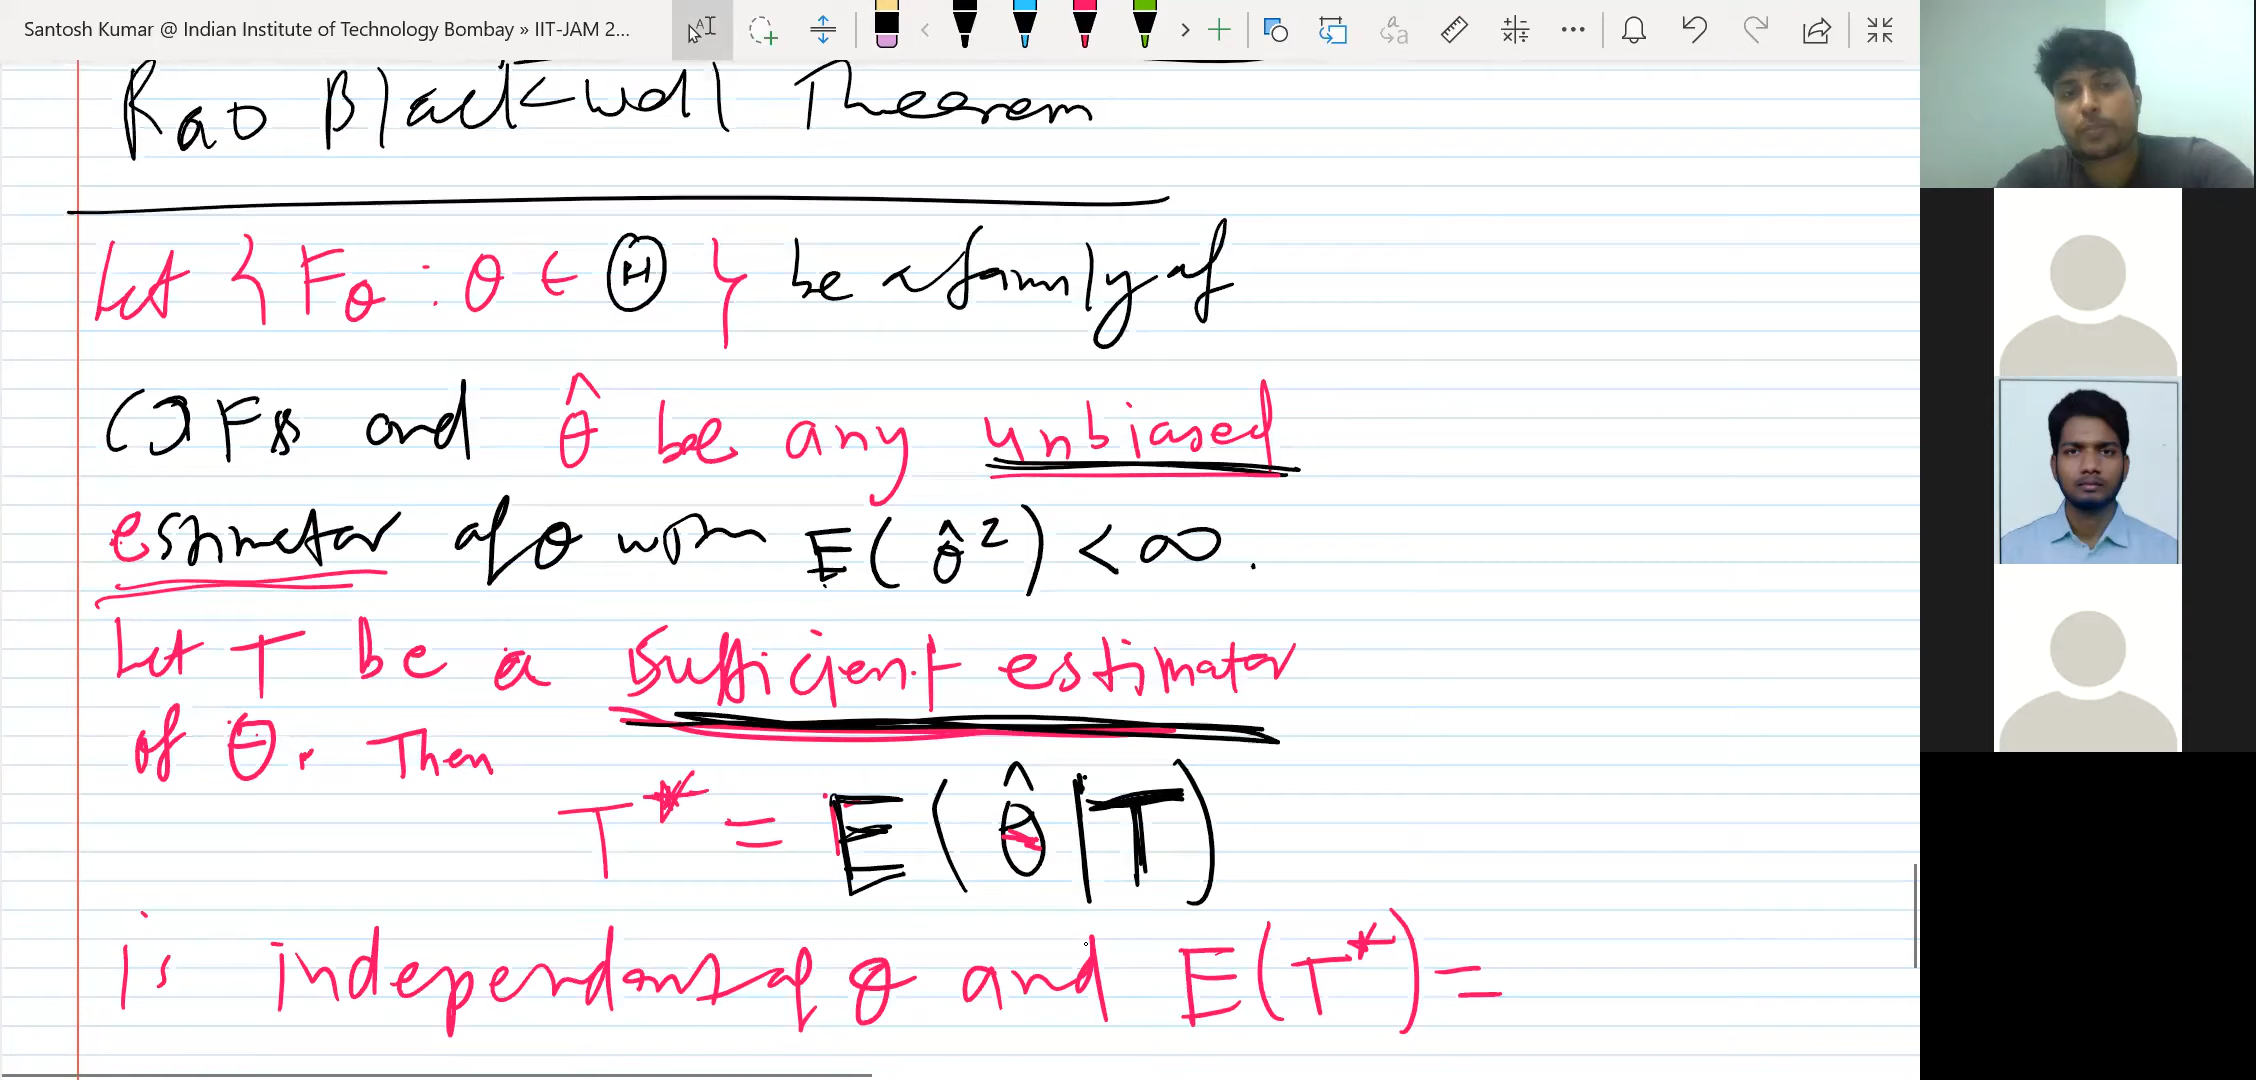 Santosh Kumar @ Indian Institute of Technology Bombay » IIT-JAM 2...
Rao Blackwell Theorem
Let { Fθ : θ ∈ Θ } be a family of
CDFs and θ̂ be any unbiased
estimator of θ with E(θ̂²) < ∞.
Let T be a sufficient estimator
of θ. Then
T* = E(θ̂|T)
is independent of θ and E(T*) =